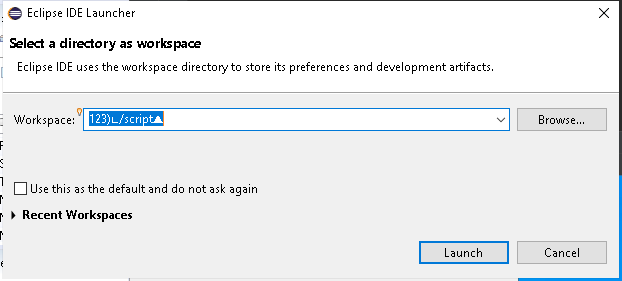 Eclipse IDE Launcher
Select a directory as workspace
Eclipse IDE uses the workspace directory to store its preferences and development artifacts.
Workspace: 123)ㄴ/script▲ Browse...
Use this as the default and do not ask again
Recent Workspaces
Launch Cancel